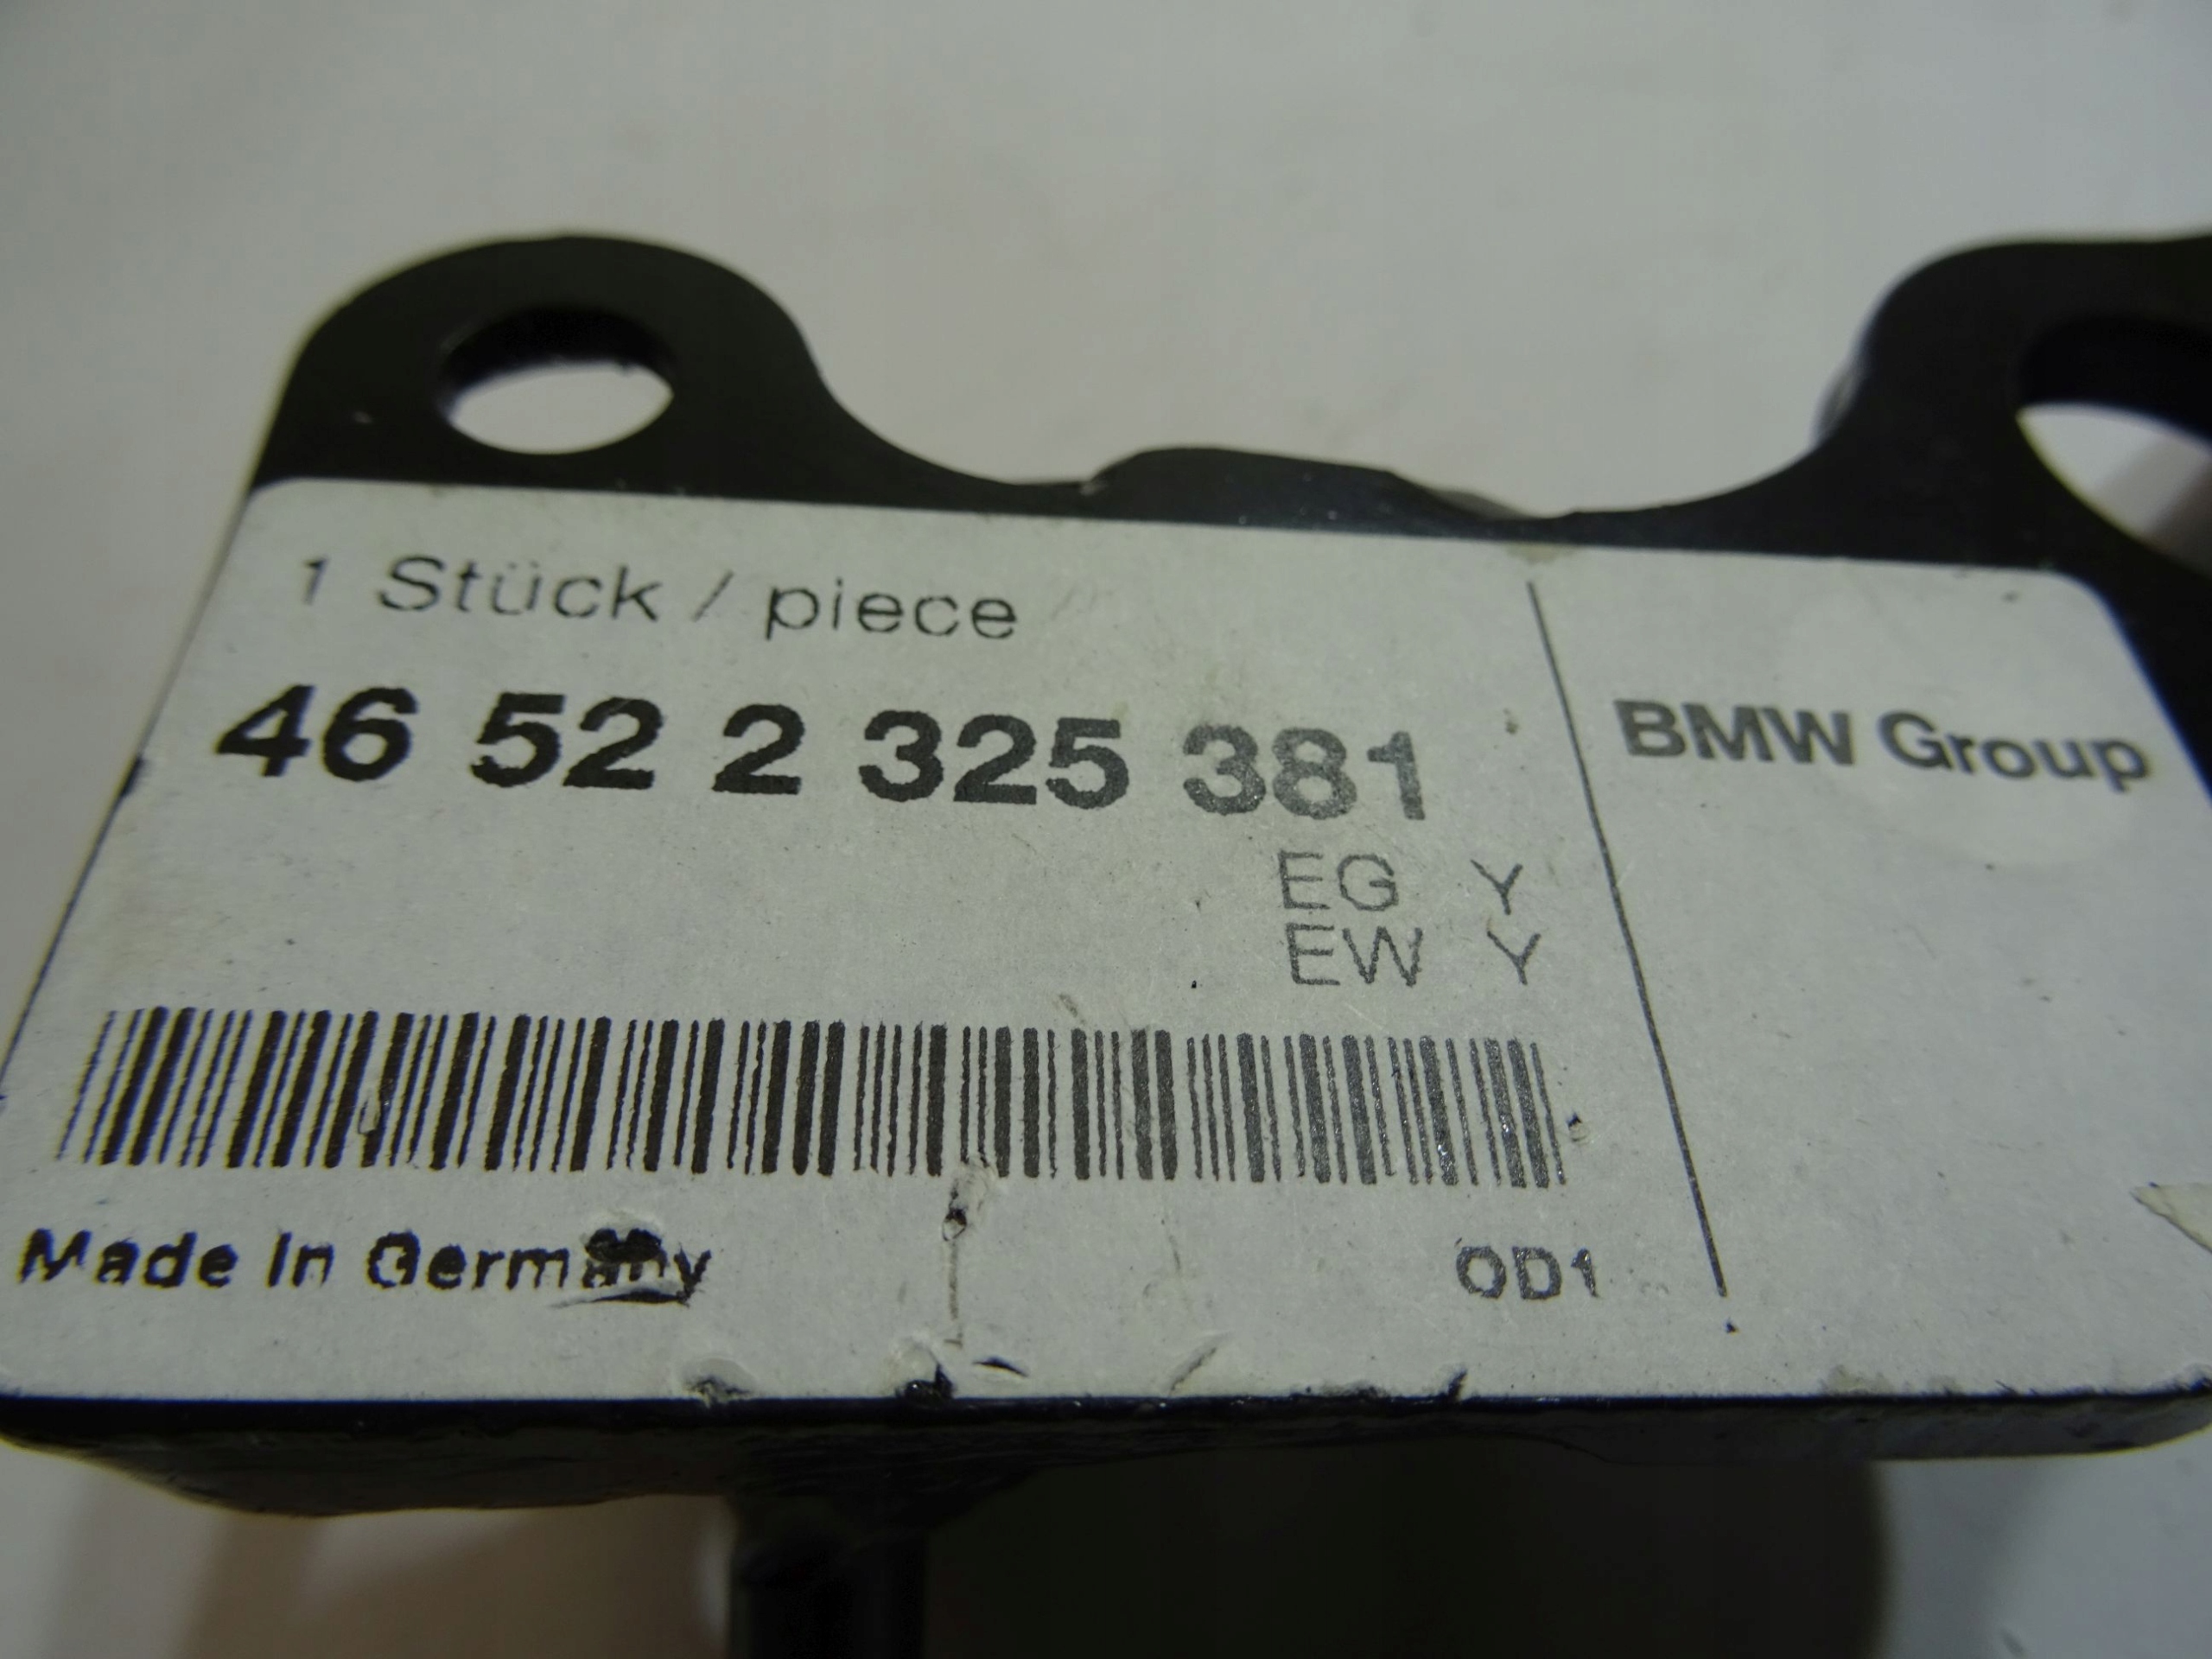 1 Stück / piece
46 52 2 325 381
BMW Group
EG Y
EW Y
Made In Germany
OD1